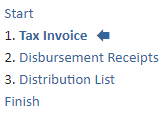 Start
1. Tax Invoice
2. Disbursement Receipts
3. Distribution List
Finish